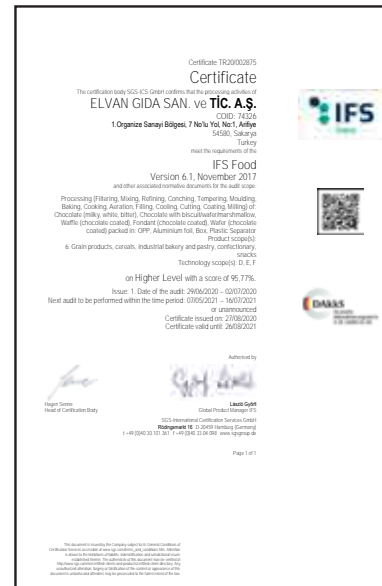 Certificate TR20/002875
Certificate
The certification body SGS-ICS GmbH confirms that the processing activities of
ELVAN GIDA SAN. ve TİC. A.Ş.
COID: 74326
1.Organize Sanayi Bölgesi, 7 No'lu Yol, No:1, Arifiye
54580, Sakarya
Turkey
meet the requirements of the
IFS Food
Version 6.1, November 2017
and other associated normative documents for the audit scope:
Processing (Filtering, Mixing, Refining, Conching, Tempering, Moulding,
Baking, Cooking, Aeration, Filling, Cooling, Cutting, Coating, Milling) of:
Chocolate (milky, white, bitter), Chocolate with biscuit/wafer/marshmallow,
Waffle (chocolate coated), Fondant (chocolate coated), Wafer (chocolate
coated) packed in: OPP, Aluminium foil, Box, Plastic Separator
Product scope(s):
6. Grain products, cereals, industrial bakery and pastry, confectionary,
snacks
Technology scope(s): D, E, F
on Higher Level with a score of 95,77%.
Issue: 1. Date of the audit: 29/06/2020 – 02/07/2020
Next audit to be performed within the time period: 07/05/2021 – 16/07/2021
or unannounced
Certificate issued on: 27/08/2020
Certificate valid until: 26/08/2021
Authorised by
Hagen Senne
Head of Certification Body
László Győrfi
Global Product Manager IFS
SGS-International Certification Services GmbH
Rödingsmarkt 16 D-20459 Hamburg (Germany)
Page 1 of 1
IFS
DAkkS